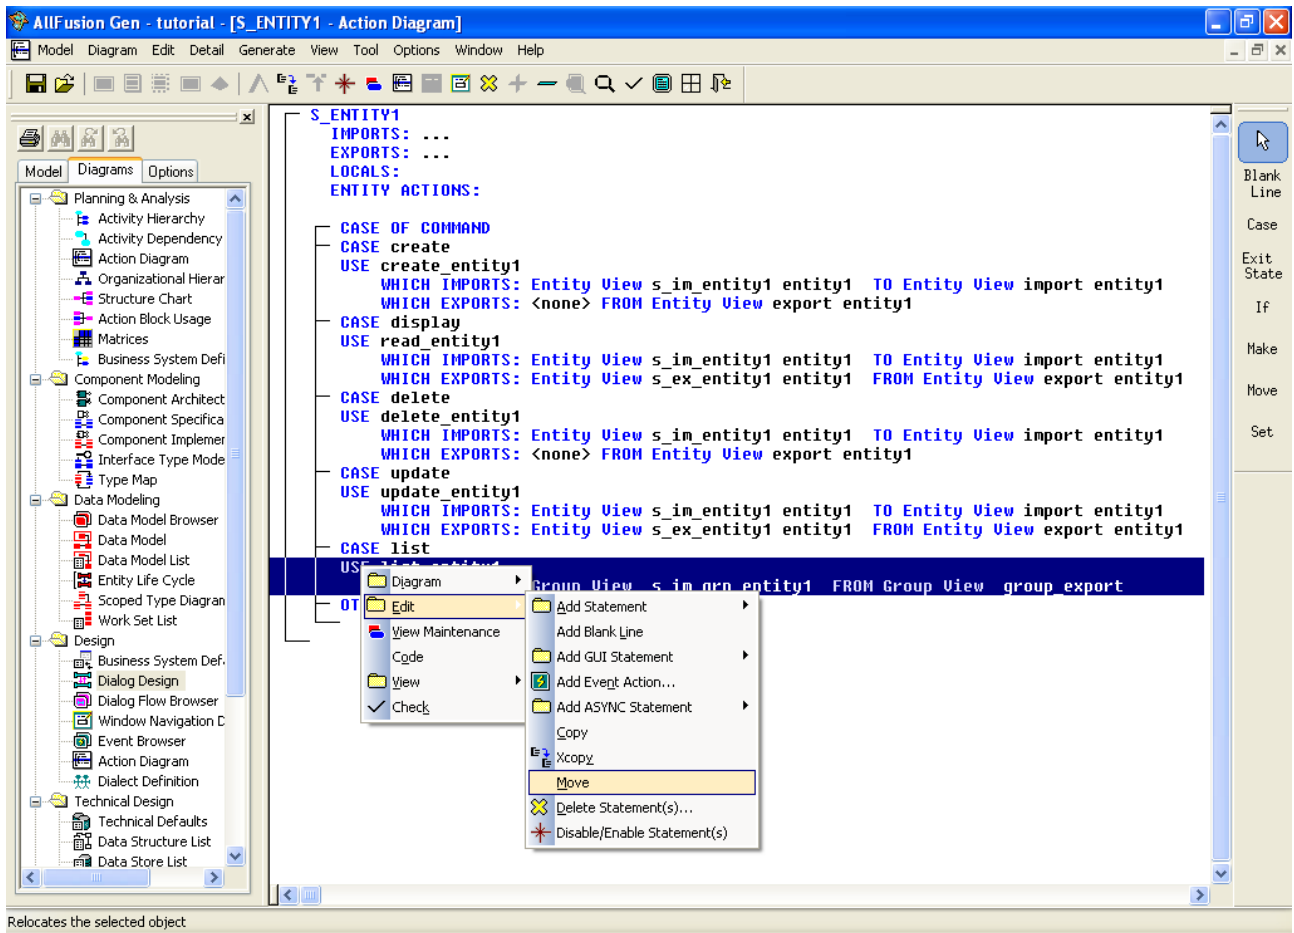 AllFusion Gen - tutorial - [S_ENTITY1 - Action Diagram]
Model Diagram Edit Detail Generate View Tool Options Window Help
Model Diagrams Options
Planning & Analysis
Activity Hierarchy
Activity Dependency
Action Diagram
Organizational Hierar
Structure Chart
Action Block Usage
Matrices
Business System Defi
Component Modeling
Component Architect
Component Specifica
Component Implemer
Interface Type Mode
Type Map
Data Modeling
Data Model Browser
Data Model
Data Model List
Entity Life Cycle
Scoped Type Diagran
Work Set List
Design
Business System Def
Dialog Design
Dialog Flow Browser
Window Navigation D
Event Browser
Action Diagram
Dialect Definition
Technical Design
Technical Defaults
Data Structure List
Data Store List
S_ENTITY1
IMPORTS: ...
EXPORTS: ...
LOCALS:
ENTITY ACTIONS:
CASE OF COMMAND
CASE create
USE create_entity1
WHICH IMPORTS: Entity View s_im_entity1 entity1 TO Entity View import entity1
WHICH EXPORTS: <none> FROM Entity View export entity1
CASE display
USE read_entity1
WHICH IMPORTS: Entity View s_im_entity1 entity1 TO Entity View import entity1
WHICH EXPORTS: Entity View s_ex_entity1 entity1 FROM Entity View export entity1
CASE delete
USE delete_entity1
WHICH IMPORTS: Entity View s_im_entity1 entity1 TO Entity View import entity1
WHICH EXPORTS: <none> FROM Entity View export entity1
CASE update
USE update_entity1
WHICH IMPORTS: Entity View s_im_entity1 entity1 TO Entity View import entity1
WHICH EXPORTS: Entity View s_ex_entity1 entity1 FROM Entity View export entity1
CASE list
USE list_entity1
Group View s_im_grp_entity1 FROM Group View group_export
OT
Diagram
Edit
View Maintenance
Code
View
Check
Add Statement
Add Blank Line
Add GUI Statement
Add Event Action...
Add ASYNC Statement
Copy
Xcopy
Move
Delete Statement(s)...
Disable/Enable Statement(s)
Blank
Line
Case
Exit
State
If
Make
Move
Set
Relocates the selected object